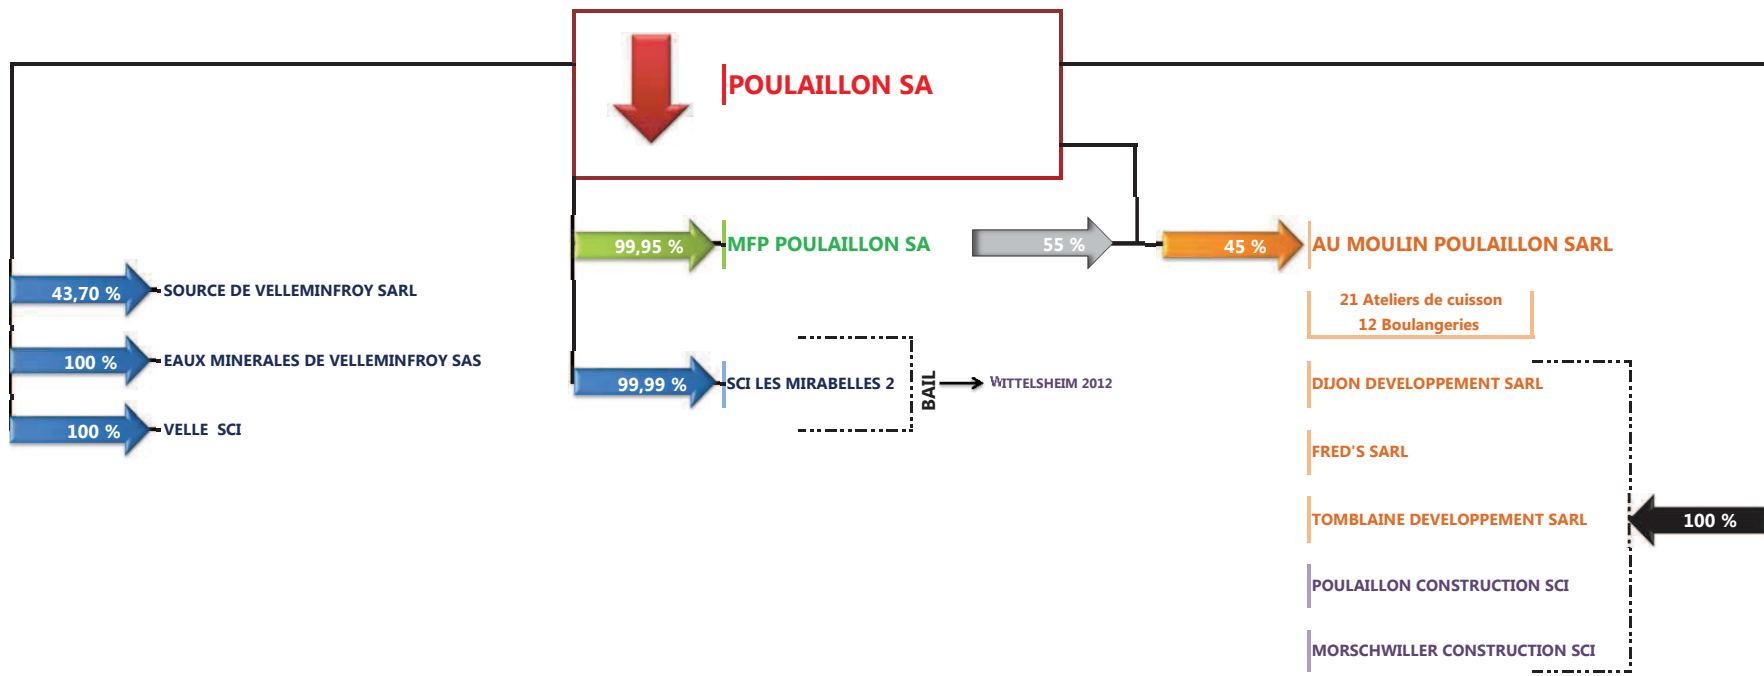 POULAILLON SA
99,95 %
MFP POULAILLON SA
55 %
45 %
AU MOULIN POULAILLON SARL
43,70 %
SOURCE DE VELLEMINFROY SARL
21 Ateliers de cuisson
12 Boulangeries
100 %
EAUX MINERALES DE VELLEMINFROY SAS
99,99 %
SCI LES MIRABELLES 2
BAIL
WITTELSHEIM 2012
DIJON DEVELOPPEMENT SARL
100 %
VELLE SCI
FRED'S SARL
TOMBLAINE DEVELOPPEMENT SARL
100 %
POULAILLON CONSTRUCTION SCI
MORSCHWILLER CONSTRUCTION SCI